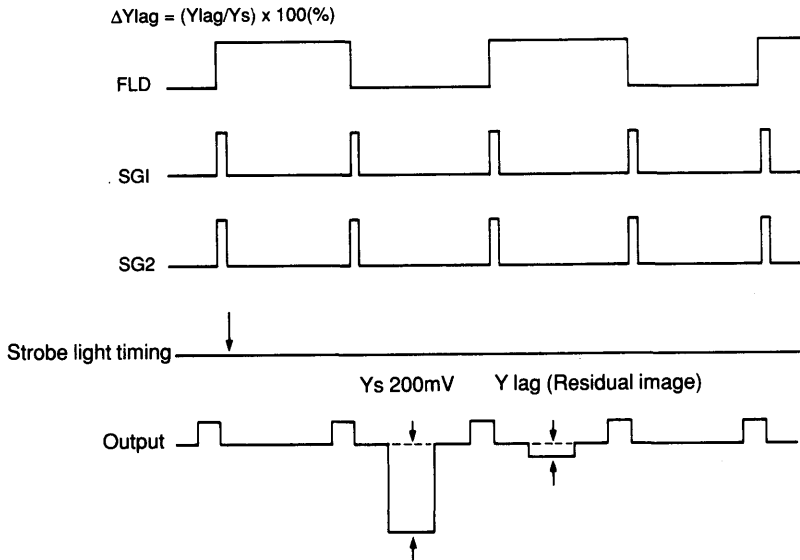 ΔYlag = (Ylag/Ys) x 100(%)
FLD
SGI
SG2
Strobe light timing
Ys 200mV
Y lag (Residual image)
Output